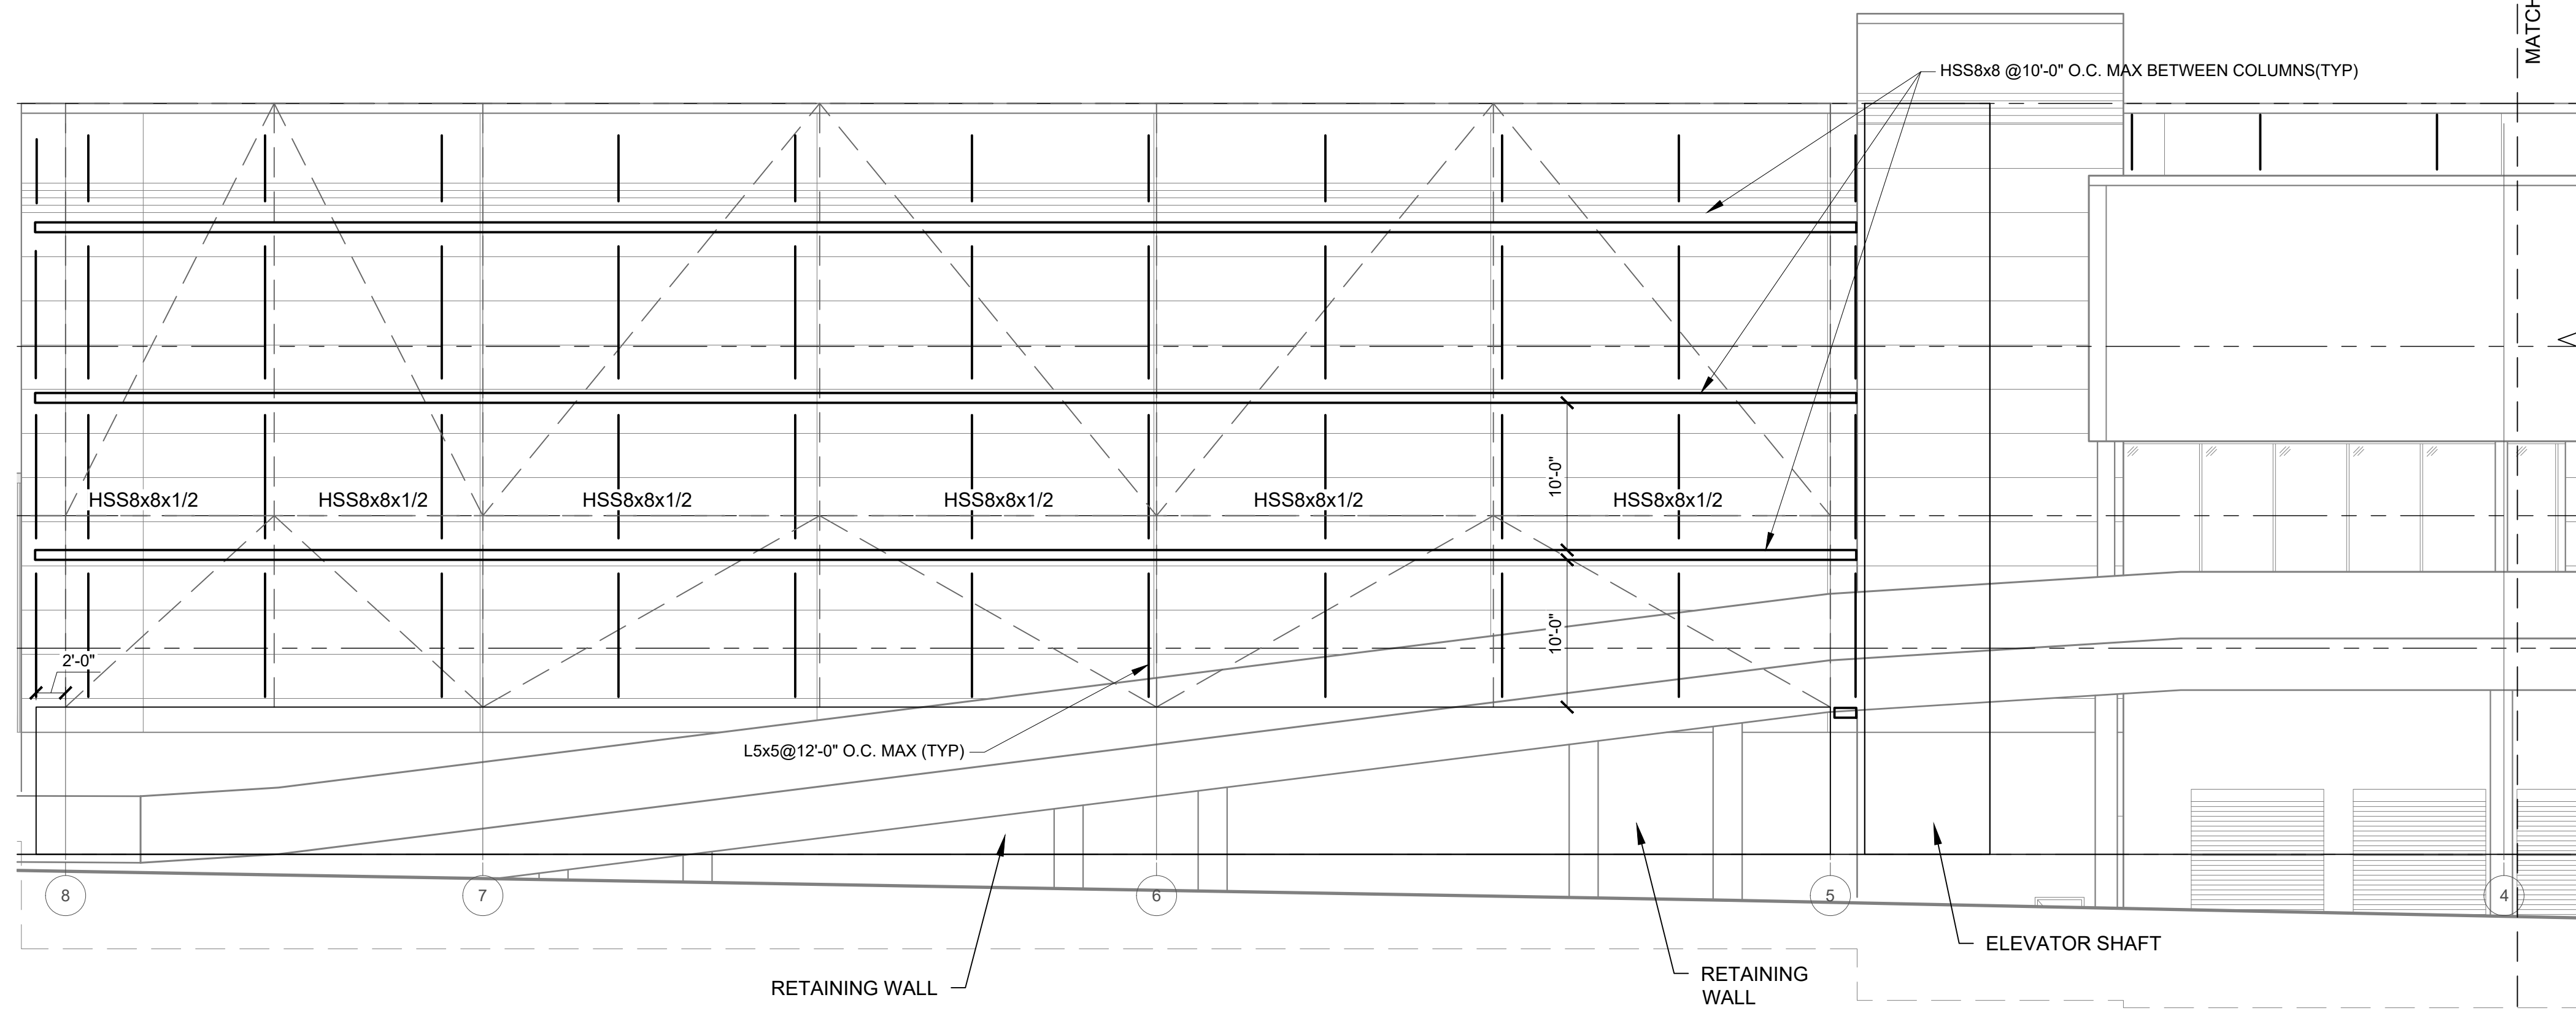 MATCH
HSS8x8 @10'-0" O.C. MAX BETWEEN COLUMNS(TYP)
HSS8x8x1/2
HSS8x8x1/2
HSS8x8x1/2
HSS8x8x1/2
HSS8x8x1/2
HSS8x8x1/2
10'-0"
10'-0"
2'-0"
L5x5@12'-0" O.C. MAX (TYP)
8
7
6
5
4
ELEVATOR SHAFT
RETAINING WALL
RETAINING
WALL